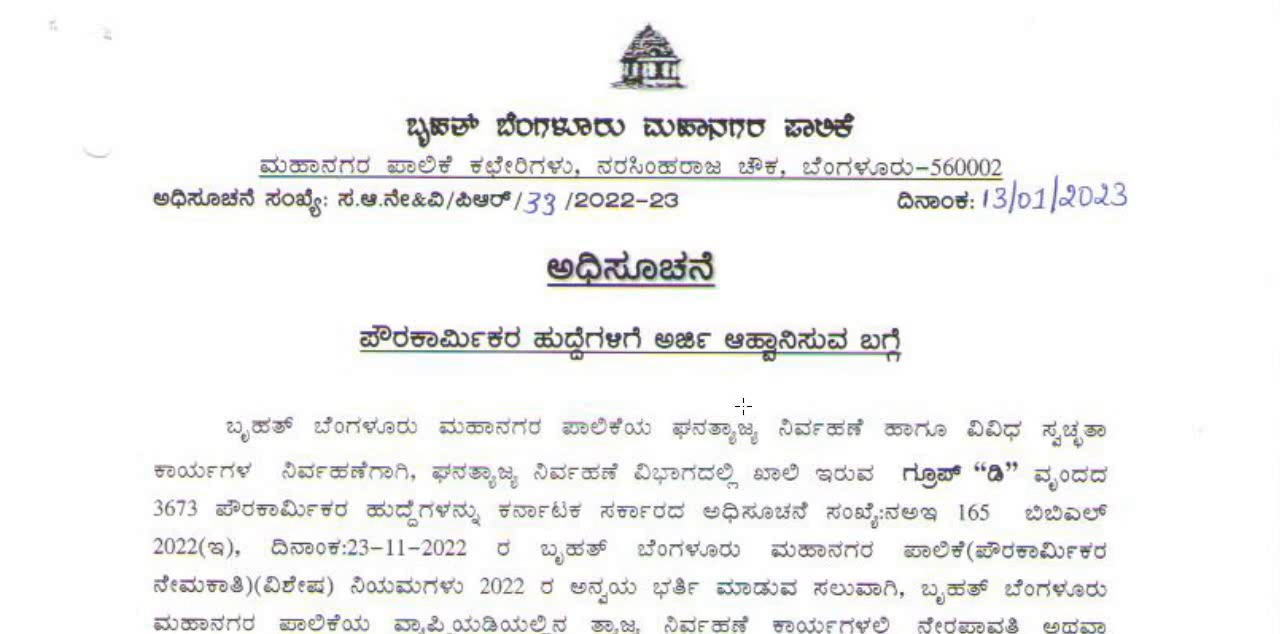 ಬೃಹತ್ ಬೆಂಗಳೂರು ಮಹಾನಗರ ಪಾಲಿಕೆ
ಮಹಾನಗರ ಪಾಲಿಕೆ ಕಛೇರಿಗಳು, ನರಸಿಂಹರಾಜ ಚೌಕ, ಬೆಂಗಳೂರು-560002
ಅಧಿಸೂಚನೆ ಸಂಖ್ಯೆ: ಸ.ಆ.ನೇ&ವಿ/ಪಿಆರ್/33/2022-23 ದಿನಾಂಕ: 13/01/2023
ಅಧಿಸೂಚನೆ
ಪೌರಕಾರ್ಮಿಕರ ಹುದ್ದೆಗಳಿಗೆ ಅರ್ಜಿ ಆಹ್ವಾನಿಸುವ ಬಗ್ಗೆ
ಬೃಹತ್ ಬೆಂಗಳೂರು ಮಹಾನಗರ ಪಾಲಿಕೆಯ ಘನತ್ಯಾಜ್ಯ ನಿರ್ವಹಣೆ ಹಾಗೂ ವಿವಿಧ ಸ್ವಚ್ಛತಾ
ಕಾರ್ಯಗಳ ನಿರ್ವಹಣೆಗಾಗಿ, ಘನತ್ಯಾಜ್ಯ ನಿರ್ವಹಣೆ ವಿಭಾಗದಲ್ಲಿ ಖಾಲಿ ಇರುವ ಗ್ರೂಪ್ “ಡಿ” ವೃಂದದ
3673 ಪೌರಕಾರ್ಮಿಕರ ಹುದ್ದೆಗಳನ್ನು ಕರ್ನಾಟಕ ಸರ್ಕಾರದ ಅಧಿಸೂಚನೆ ಸಂಖ್ಯೆ:ನಅಇ 165 ಬಿಬಿಎಲ್
2022(ಇ), ದಿನಾಂಕ:23-11-2022 ರ ಬೃಹತ್ ಬೆಂಗಳೂರು ಮಹಾನಗರ ಪಾಲಿಕೆ(ಪೌರಕಾರ್ಮಿಕರ
ನೇಮಕಾತಿ)(ವಿಶೇಷ) ನಿಯಮಗಳು 2022 ರ ಅನ್ವಯ ಭರ್ತಿ ಮಾಡುವ ಸಲುವಾಗಿ, ಬೃಹತ್ ಬೆಂಗಳೂರು
ಮಹಾನಗರ ಪಾಲಿಕೆಯ ವ್ಯಾಪ್ತಿಯಡಿಯಲ್ಲಿನ ತ್ಯಾಜ್ಯ ನಿರ್ವಹಣೆ ಕಾರ್ಯಗಳಲ್ಲಿ ನೇರಪಾವತಿ ಅಥವಾ